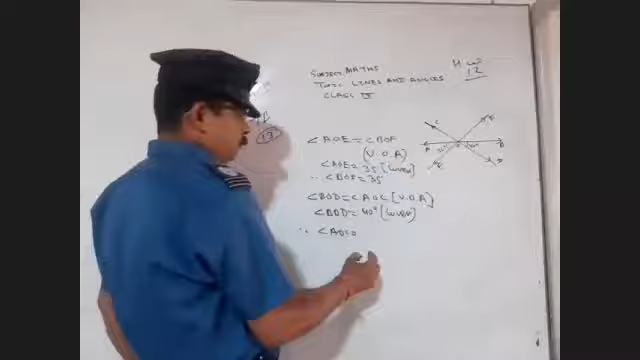 SUBJECT, MATHS
TOPIC LINES AND ANGLES
CLASS IX
H.W
12
13
∠AOE = ∠BOF
(V.O.A)
∠AOE = 35 [Given]
∴ ∠BOF = 35
∠BOD = ∠AOC [V.O.A]
∠BOD = 40° [Given]
∴ ∠AOC =
C
A
B
D
E